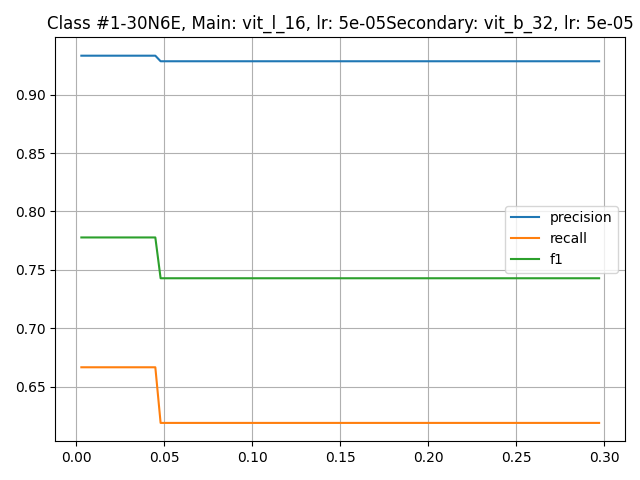 Class #1-30N6E, Main: vit_l_16, lr: 5e-05Secondary: vit_b_32, lr: 5e-05
0.90
0.85
0.80
0.75
0.70
0.65
precision
recall
f1
0.00 0.05 0.10 0.15 0.20 0.25 0.30